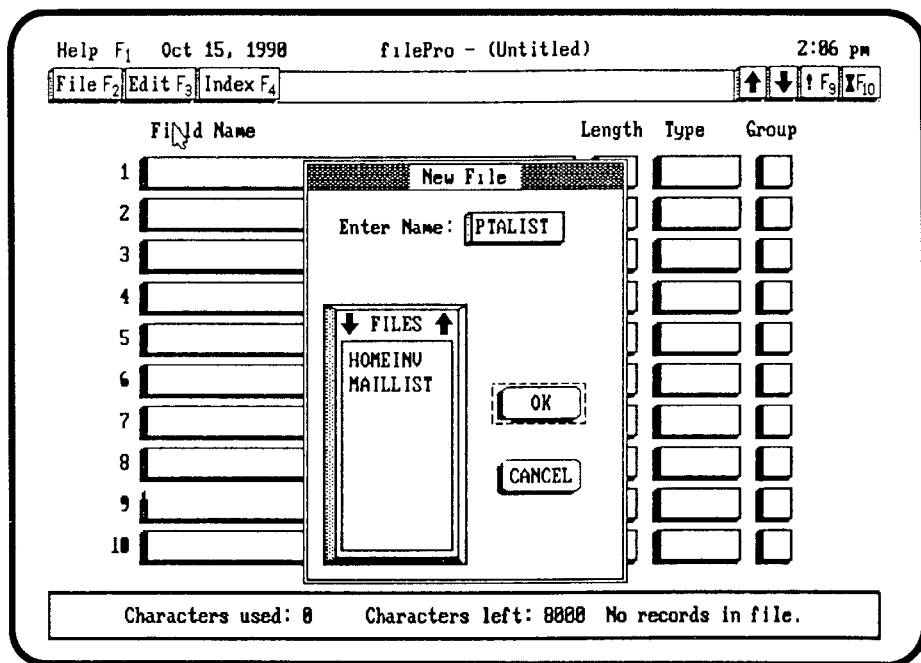 Help F1 Oct 15, 1990 filePro - (Untitled) 2:06 pm
File F2 Edit F3 Index F4 ↑ ↓ ! F9 F10
Field Name Length Type Group
1
2
3
4
5
6
7
8
9
10
New File
Enter Name: PTALIST
↓ FILES ↑
HOMEINV
MAILLIST
OK
CANCEL
Characters used: 0 Characters left: 8000 No records in file.